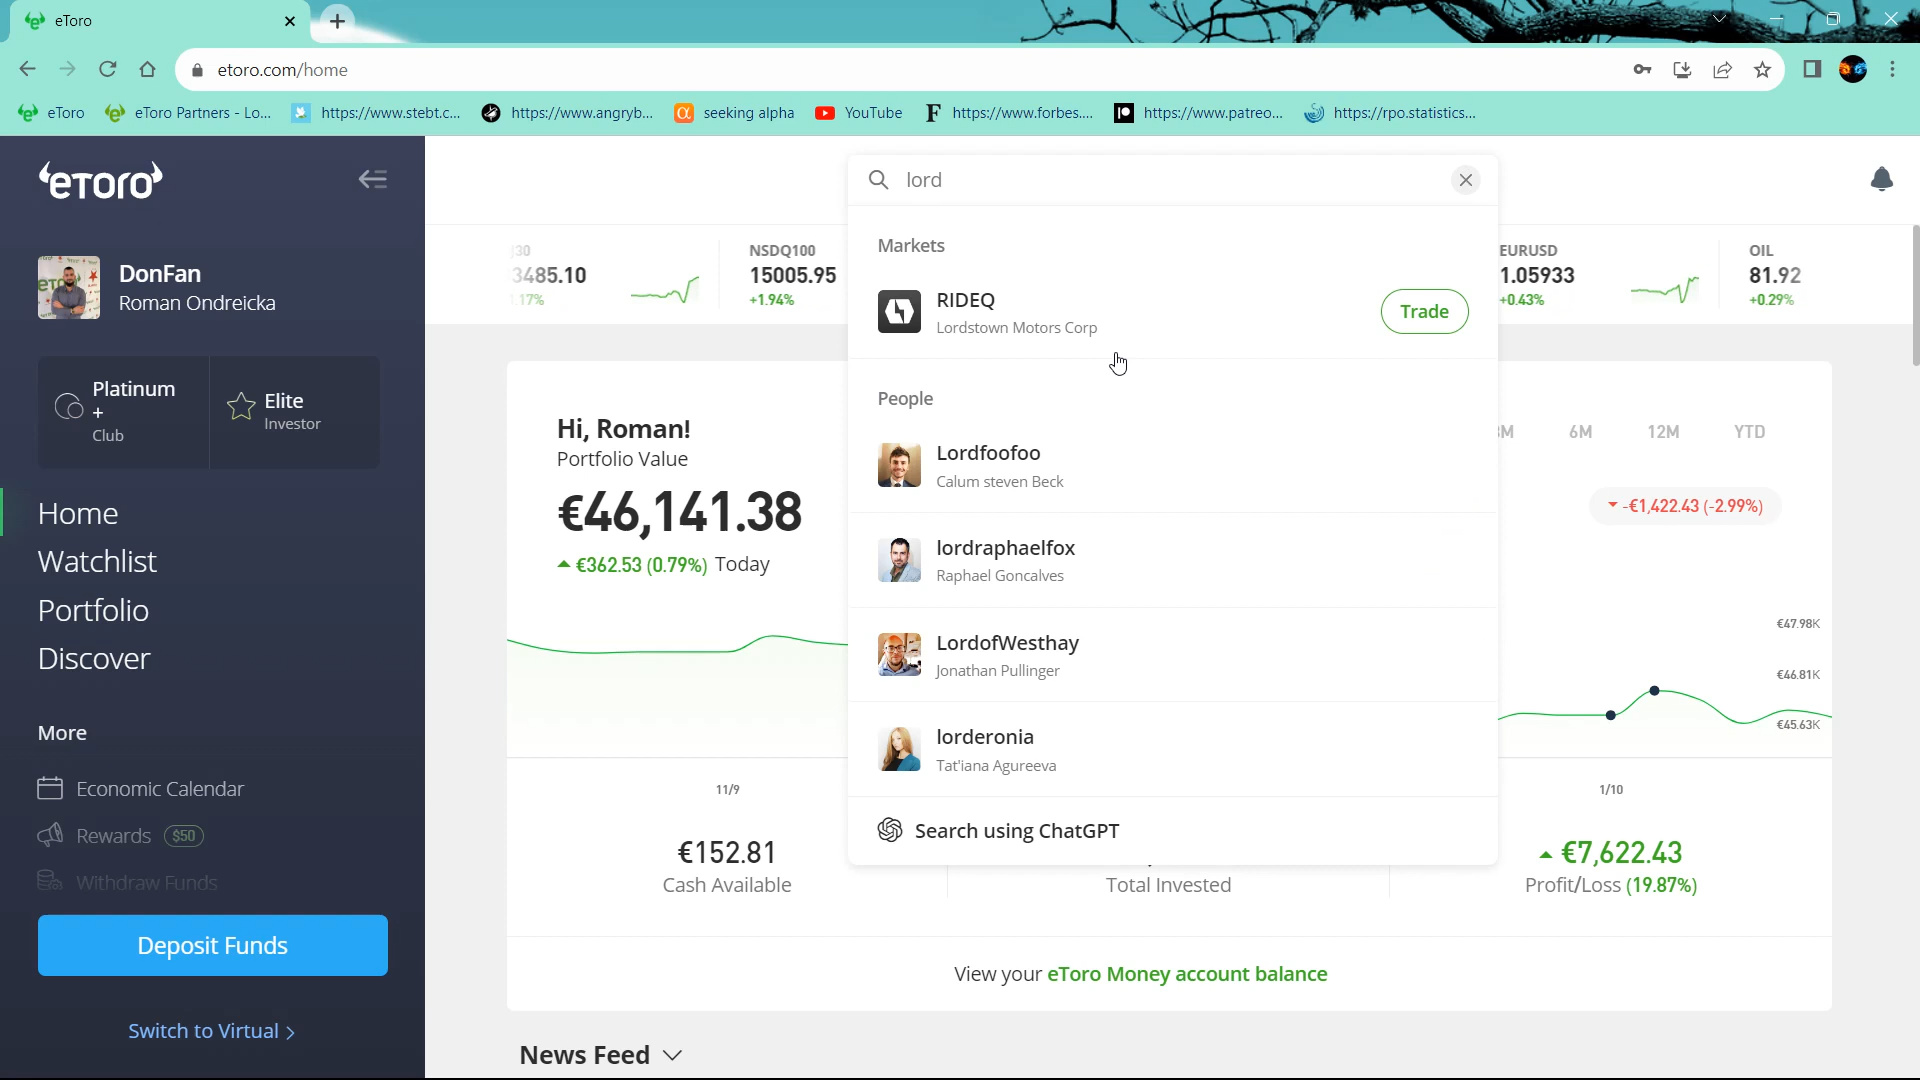 eToro
etoro.com/home
eToro
eToro Partners - Lo...
https://www.stebt.c...
https://www.angryb...
seeking alpha
YouTube
https://www.forbes....
https://www.patreo...
https://rpo.statistics...
eToro
DonFan
Roman Ondreicka
Platinum
+
Club
Elite
Investor
Home
Watchlist
Portfolio
Discover
More
Economic Calendar
Rewards $50
Withdraw Funds
Deposit Funds
Switch to Virtual >
lord
Markets
RIDEQ
Lordstown Motors Corp
Trade
People
Lordfoofoo
Calum steven Beck
lordraphaelfox
Raphael Goncalves
LordofWesthay
Jonathan Pullinger
lorderonia
Tat'iana Agureeva
Search using ChatGPT
30
3485.10
1.17%
NSDQ100
15005.95
+1.94%
EURUSD
1.05933
+0.43%
OIL
81.92
+0.29%
Hi, Roman!
Portfolio Value
€46,141.38
€362.53 (0.79%) Today
6M 12M YTD
-€1,422.43 (-2.99%)
€47.98K
€46.81K
€45.63K
11/9
1/10
€152.81
Cash Available
Total Invested
€7,622.43
Profit/Loss (19.87%)
View your eToro Money account balance
News Feed